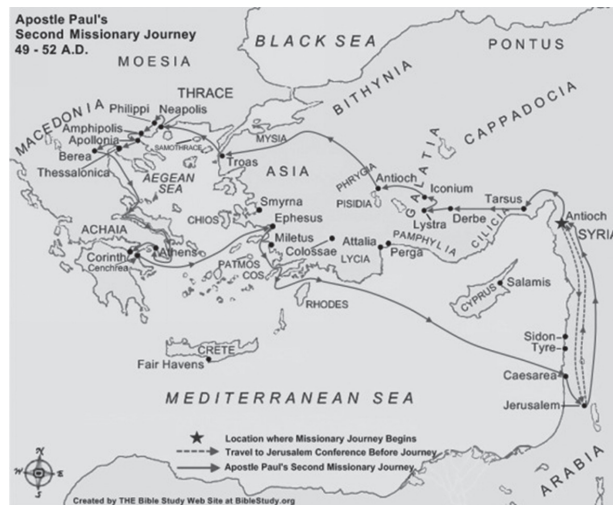 Apostle Paul's
Second Missionary Journey
49 - 52 A.D.
BLACK SEA
PONTUS
MOESIA
THRACE
BITHYNIA
MACEDONIA
Philippi
Neapolis
CAPPADOCIA
Amphipolis
Apollonia
SAMOTHRACE
MYSIA
Berea
Thessalonica
Troas
ASIA
GALATIA
PHRYGIA
Antioch
Iconium
AEGEAN
SEA
PISIDIA
Tarsus
Smyrna
Lystra
Derbe
CILICIA
Antioch
CHIOS
Ephesus
SYRIA
ACHAIA
Miletus
Attalia
PAMPHYLIA
Corinth
Athens
Colossae
Perga
Cenchrea
PATMOS
LYCIA
COS
CYPRUS
Salamis
RHODES
Sidon
Tyre
CRETE
Fair Havens
Caesarea
MEDITERRANEAN SEA
Jerusalem
Location where Missionary Journey Begins
Travel to Jerusalem Conference Before Journey
Apostle Paul's Second Missionary Journey
ARABIA
N
W
E
S
Created by THE Bible Study Web Site at BibleStudy.org